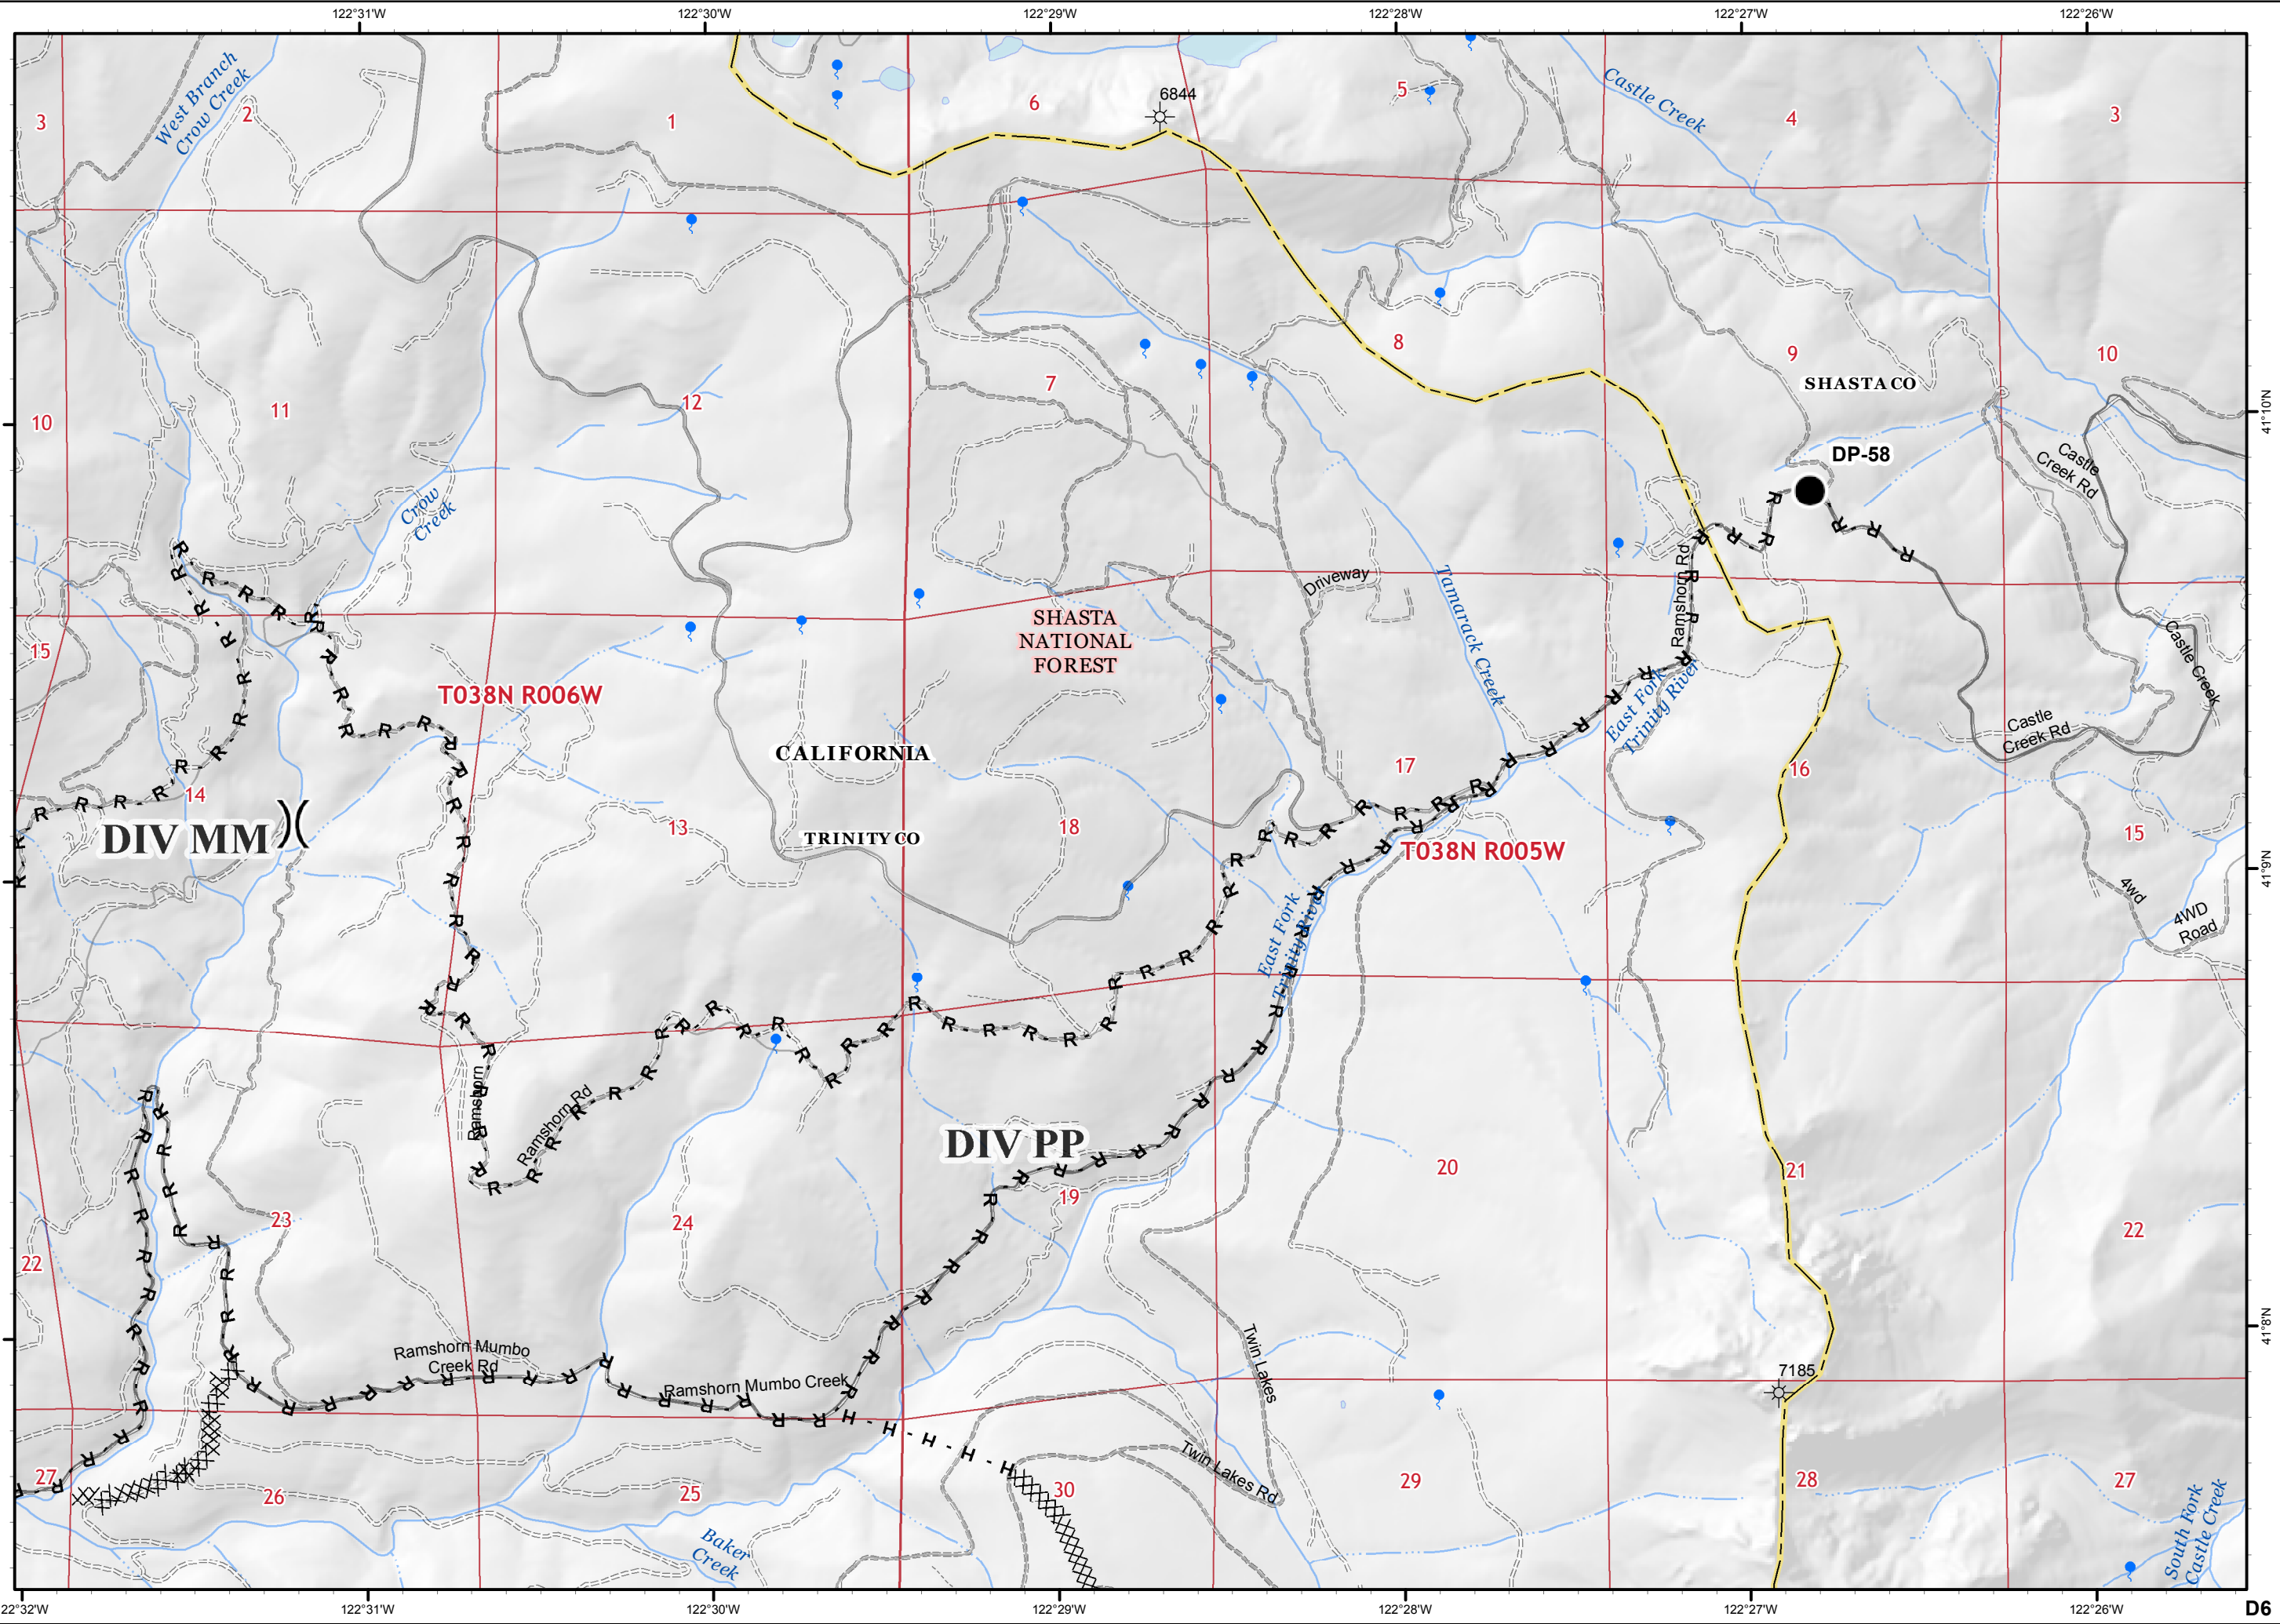 122°31'W
122°30'W
122°29'W
122°28'W
122°27'W
122°26'W
West Branch
Crow Creek
3
2
1
6
6844
5
Castle Creek
4
3
10
11
12
7
8
9
10
SHASTA CO
41°10'N
DP-58
Castle
Creek Rd
Crow
Creek
Ramshorn Rd
Driveway
Tamarack Creek
SHASTA
NATIONAL
FOREST
15
T038N R006W
East Fork
Trinity River
Castle Creek
Castle
Creek Rd
CALIFORNIA
14
DIV MM
13
TRINITY CO
18
17
16
T038N R005W
15
41°9'N
4wd
4WD
Road
East Fork
Trinity River
Ramshorn
Ramshorn Rd
DIV PP
19
20
21
22
23
24
22
41°8'N
Ramshorn Mumbo
Creek Rd
Ramshorn Mumbo Creek
Twin Lakes
7185
Twin Lakes Rd
27
26
25
30
29
28
27
Baker
Creek
South Fork
Castle Creek
R R R R R R R R
H - H - H - H - H
22°32'W
122°31'W
122°30'W
122°29'W
122°28'W
122°27'W
122°26'W
D6